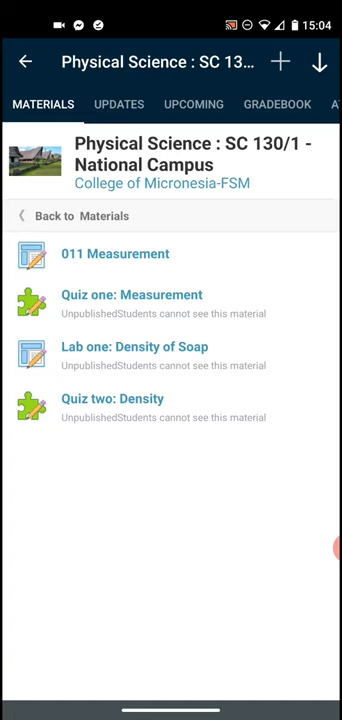 15:04
Physical Science : SC 13...
MATERIALS UPDATES UPCOMING GRADEBOOK A
Physical Science : SC 130/1 -
National Campus
College of Micronesia-FSM
Back to Materials
011 Measurement
Quiz one: Measurement
UnpublishedStudents cannot see this material
Lab one: Density of Soap
UnpublishedStudents cannot see this material
Quiz two: Density
UnpublishedStudents cannot see this material